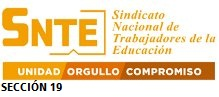 SNTE
Sindicato
Nacional de
Trabajadores de la
Educación
UNIDAD ORGULLO COMPROMISO
SECCIÓN 19